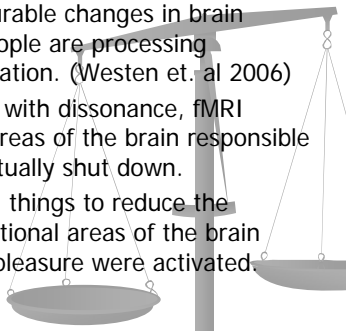 urable changes in brain
ople are processing
ation. (Westen et. al 2006)
with dissonance, fMRI
reas of the brain responsible
tually shut down.
things to reduce the
tional areas of the brain
pleasure were activated.